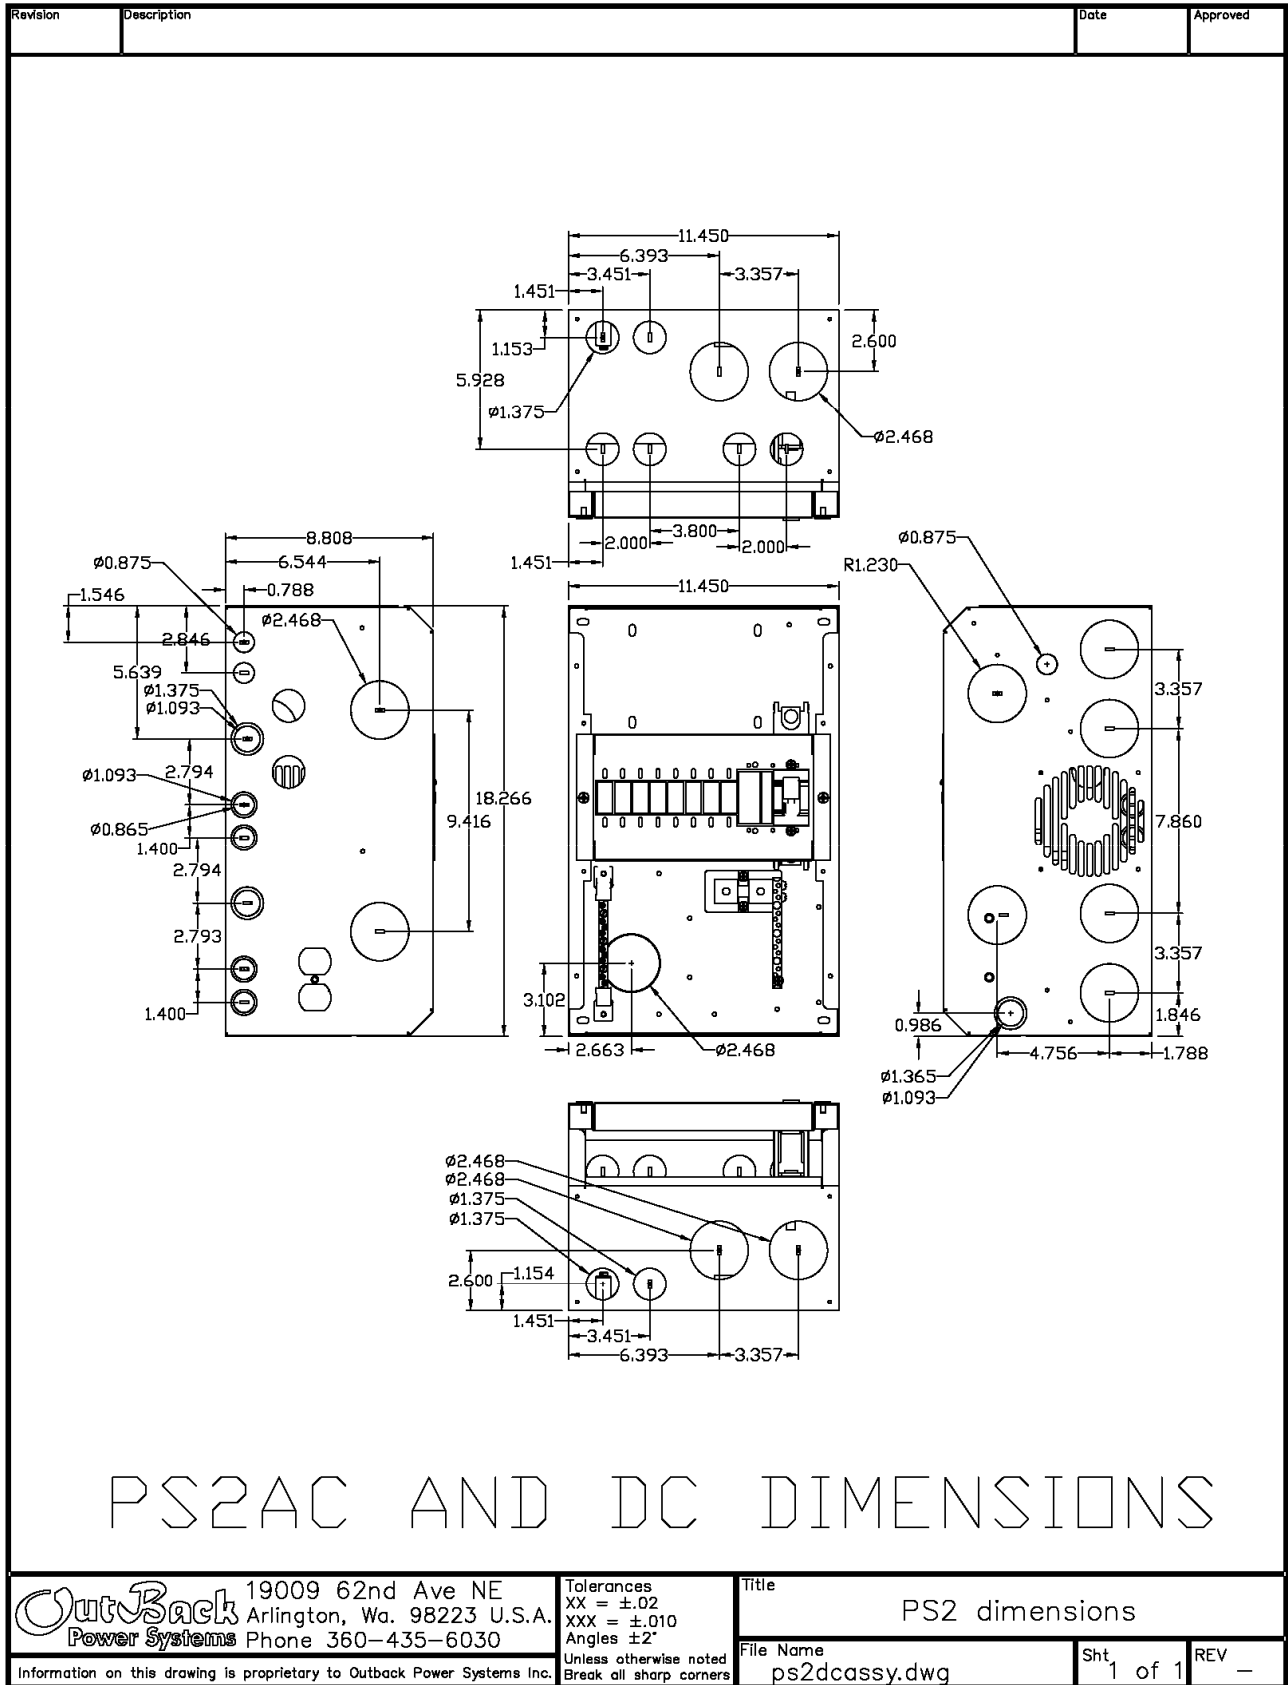 Revision Description Date Approved
11.450
6.393
3.451 3.357
1.451
1.153 2.600
5.928
ø1.375
ø2.468
3.800
2.000 2.000
1.451
8.808
6.544
ø0.875
0.788
1.546
ø2.468
2.846
5.639
ø1.375
ø1.093
2.794
ø1.093
18.266
9.416
ø0.865
1.400
2.794
2.793
1.400
11.450
3.102
2.663
ø2.468
ø0.875
R1.230
3.357
7.860
3.357
1.846
0.986
4.756 1.788
ø1.365
ø1.093
ø2.468
ø2.468
ø1.375
ø1.375
2.600 1.154
1.451
3.451
6.393 3.357
PS2AC AND DC DIMENSIONS
OutBack
Power Systems
19009 62nd Ave NE
Arlington, Wa. 98223 U.S.A.
Phone 360-435-6030
Information on this drawing is proprietary to Outback Power Systems Inc.
Tolerances
XX = ±.02
XXX = ±.010
Angles ±2°
Unless otherwise noted
Break all sharp corners
Title
PS2 dimensions
File Name
ps2dcassy.dwg
Sht
1 of 1
REV
–